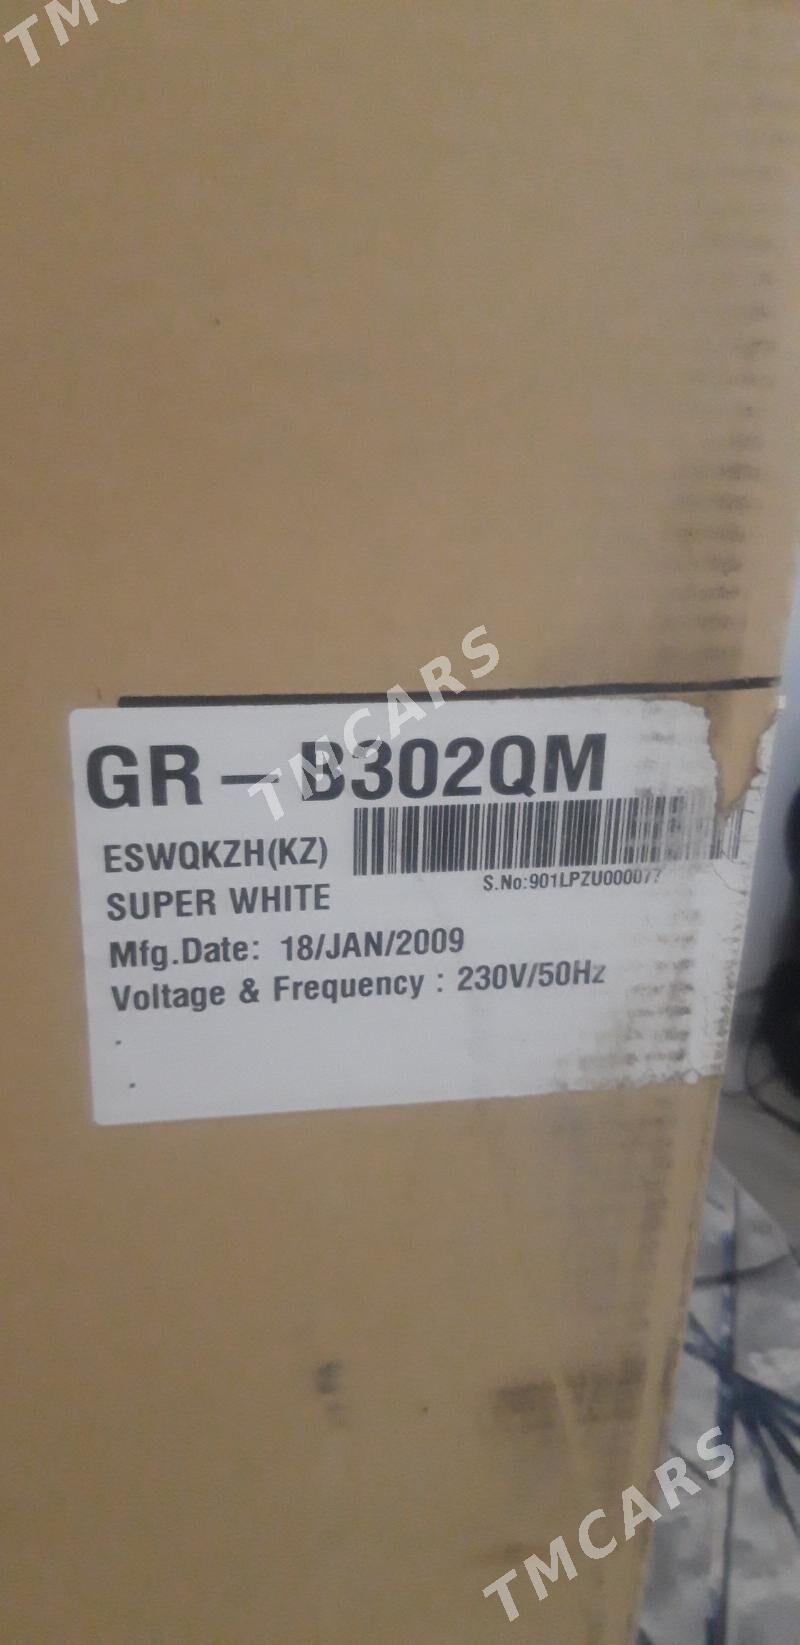 TMCARS
GR-B302QM
ESWQKZH(KZ)
SUPER WHITE
S.No:901LPZU000077
Mfg.Date: 18/JAN/2009
Voltage & Frequency : 230V/50Hz
TMCARS
TMCARS